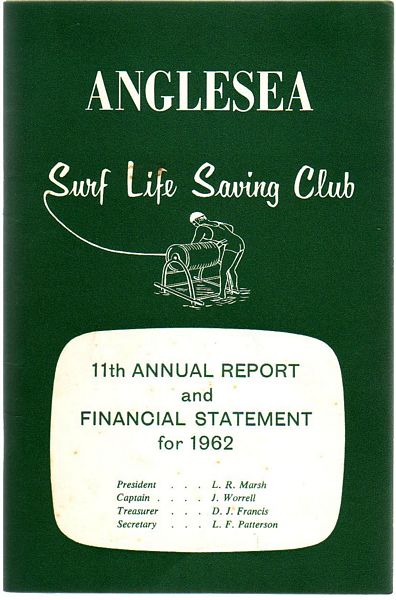 ANGLESEA
Surf Life Saving Club
11th ANNUAL REPORT
and
FINANCIAL STATEMENT
for 1962
President . . . L. R. Marsh
Captain . . . . J. Worrell
Treasurer . . . D. J. Francis
Secretary . . . L. F. Patterson